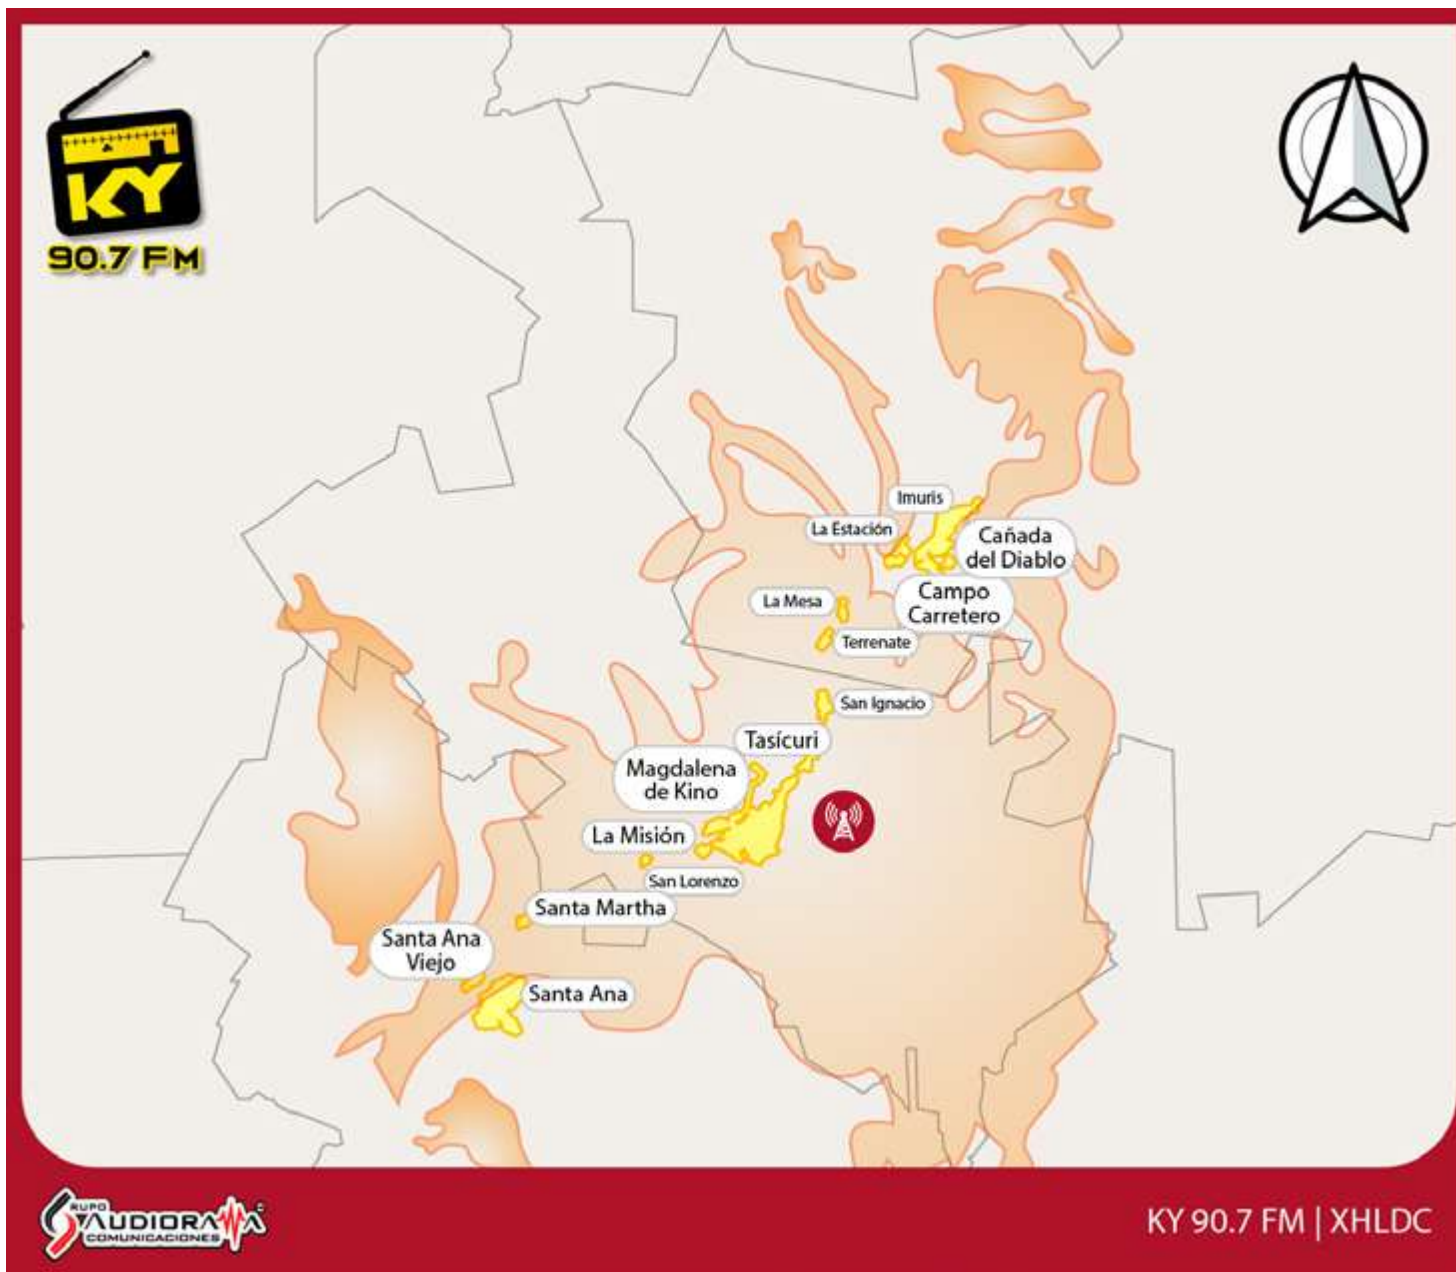 KY
90.7 FM
Imuris
La Estación
Cañada
del Diablo
Campo
Carretero
La Mesa
Terrenate
San Ignacio
Tasícuri
Magdalena
de Kino
La Misión
San Lorenzo
Santa Martha
Santa Ana
Viejo
Santa Ana
GRUPO
AUDIORAMA
COMUNICACIONES
KY 90.7 FM | XHLDC